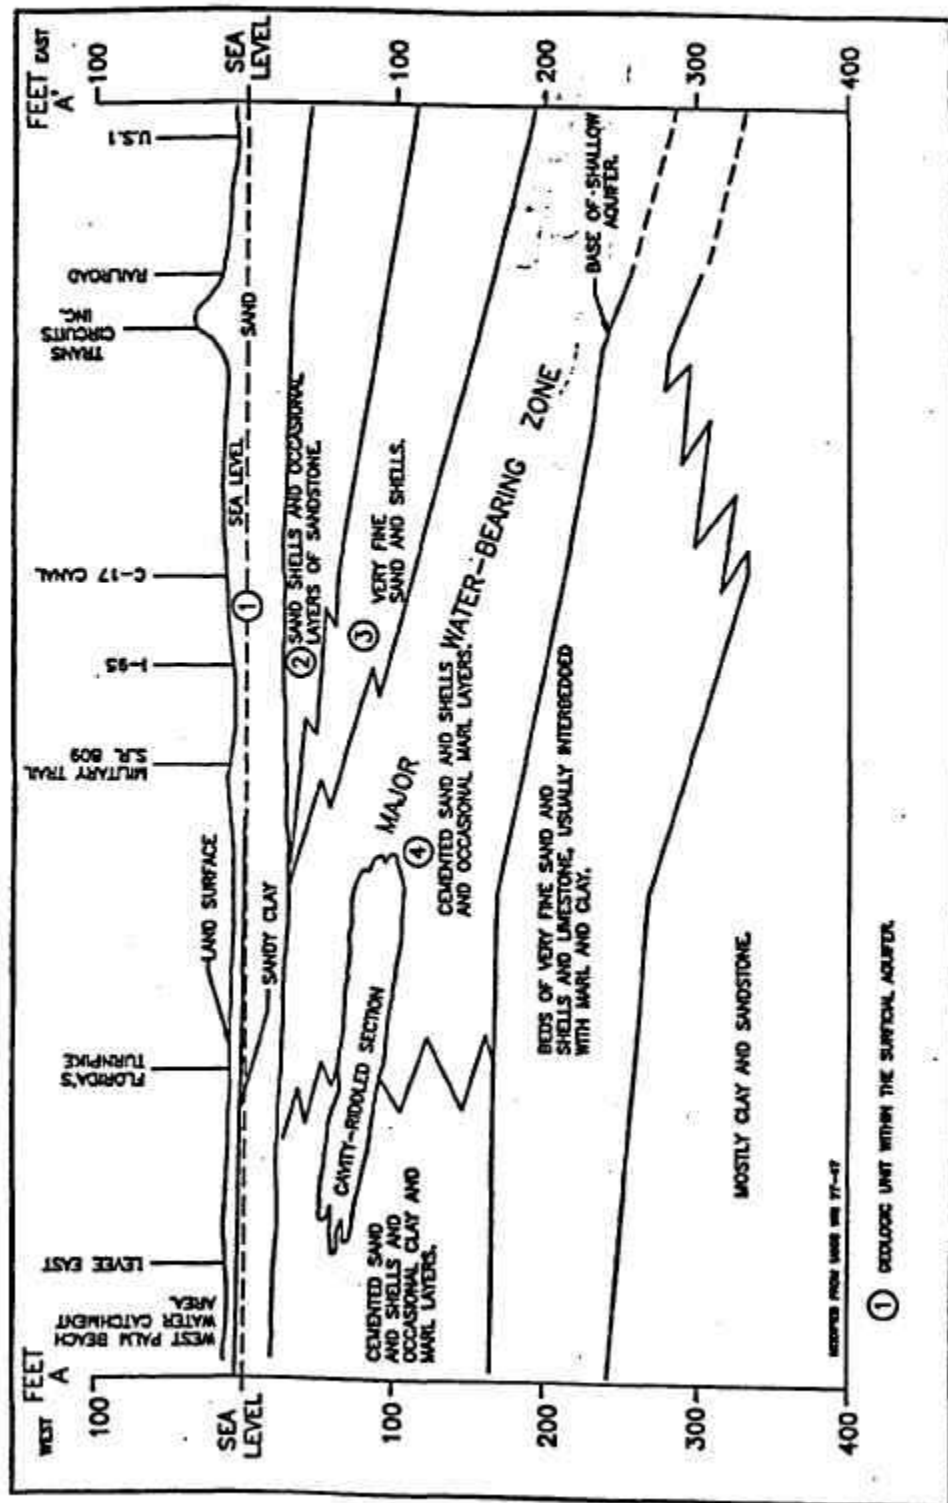 WEST
FEET
A
100
SEA
LEVEL
100
200
300
400
WEST PALM BEACH
WATER CATCHMENT
AREA
LEVEE EAST
FLORIDA'S
TURNPIKE
LAND SURFACE
SANDY CLAY
MILITARY TRAIL
S.R. 809
I-95
C-17 CANAL
TRANS
CIRCUITS
INC.
RAILROAD
U.S.1
FEET EAST
A'
100
SEA
LEVEL
100
200
300
400
SEA LEVEL
SAND
1
2 SAND SHELLS AND OCCASIONAL
LAYERS OF SANDSTONE.
3 VERY FINE
SAND AND SHELLS.
MAJOR WATER-BEARING ZONE
4 CEMENTED SAND AND SHELLS
AND OCCASIONAL MARL LAYERS.
CAVITY-RIDDLED SECTION
CEMENTED SAND
AND SHELLS AND
OCCASIONAL CLAY AND
MARL LAYERS.
BASE OF-SHALLOW
AQUIFER.
BEDS OF VERY FINE SAND AND
SHELLS AND LIMESTONE, USUALLY INTERBEDDED
WITH MARL AND CLAY.
MOSTLY CLAY AND SANDSTONE.
MODIFIED FROM USGS WRI 77-47
1 GEOLOGIC UNIT WITHIN THE SURFICIAL AQUIFER.